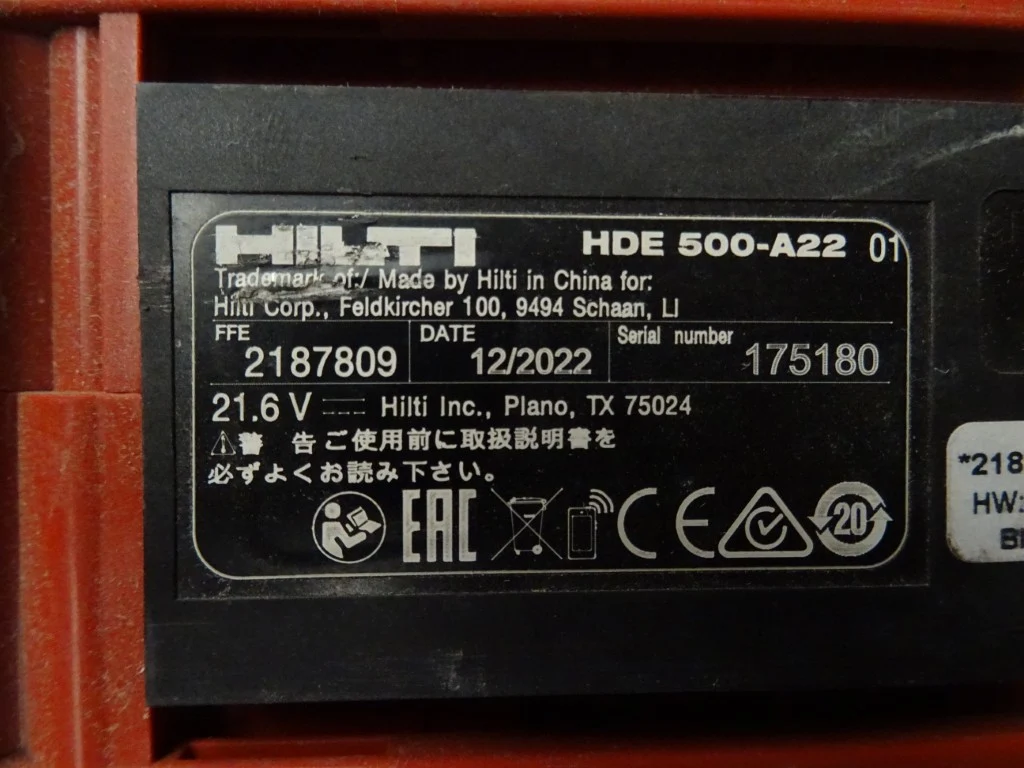 HILTI HDE 500-A22 01
Trademark of:/ Made by Hilti in China for:
Hilti Corp., Feldkircher 100, 9494 Schaan, LI
FFE DATE Serial number
2187809 12/2022 175180
21.6 V Hilti Inc., Plano, TX 75024
警 告 ご使用前に取扱説明書を
必ずよくお読み下さい。
EAC CE 20
*218
HW: